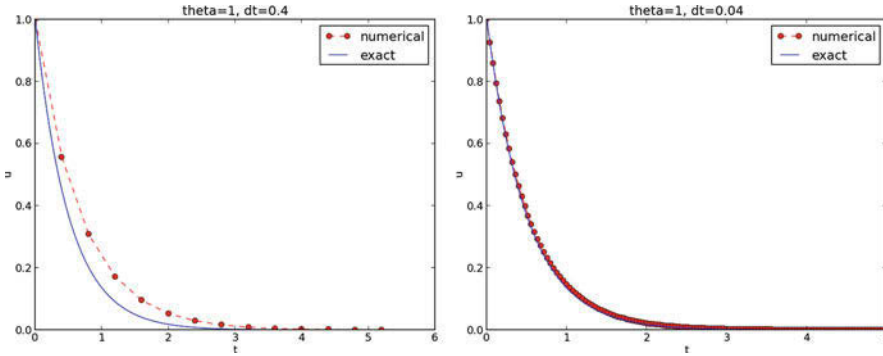 theta=1, dt=0.4
1.0
0.8
0.6
0.4
0.2
0.0
u
0 1 2 3 4 5 6
t
numerical
exact
theta=1, dt=0.04
1.0
0.8
0.6
0.4
0.2
0.0
u
0 1 2 3 4
t
numerical
exact